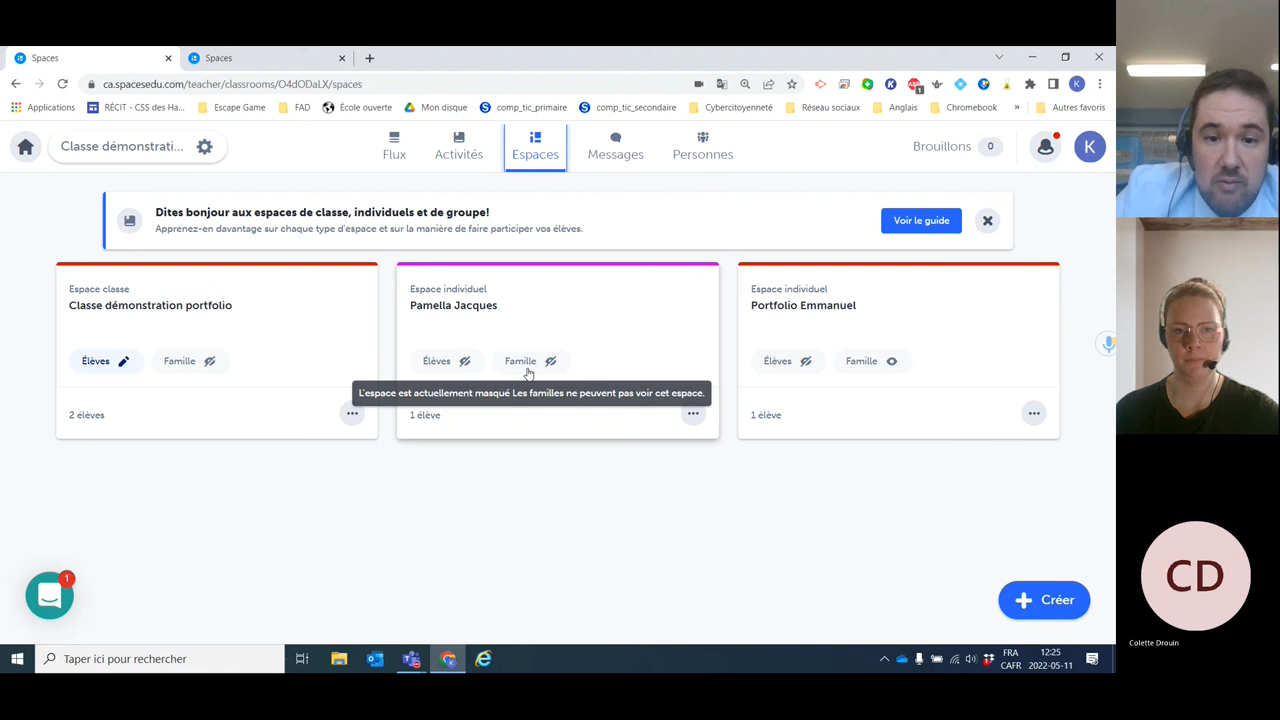 Spaces
Spaces
ca.spacesedu.com/teacher/classrooms/O4dODaLX/spaces
Applications
RÉCIT - CSS des Ha...
Escape Game
FAD
École ouverte
Mon disque
comp_tic_primaire
comp_tic_secondaire
Cybercitoyenneté
Réseau sociaux
Anglais
Chromebook
»
Autres favoris
K
Classe démonstrati...
Flux
Activités
Espaces
Messages
Personnes
Brouillons 0
K
Dites bonjour aux espaces de classe, individuels et de groupe!
Apprenez-en davantage sur chaque type d'espace et sur la manière de faire participer vos élèves.
Voir le guide
Espace classe
Classe démonstration portfolio
Élèves
Famille
2 élèves
Espace individuel
Pamella Jacques
Élèves
Famille
L'espace est actuellement masqué Les familles ne peuvent pas voir cet espace.
1 élève
Espace individuel
Portfolio Emmanuel
Élèves
Famille
1 élève
1
Créer
CD
Colette Drouin
Taper ici pour rechercher
FRA
CAFR
12:25
2022-05-11